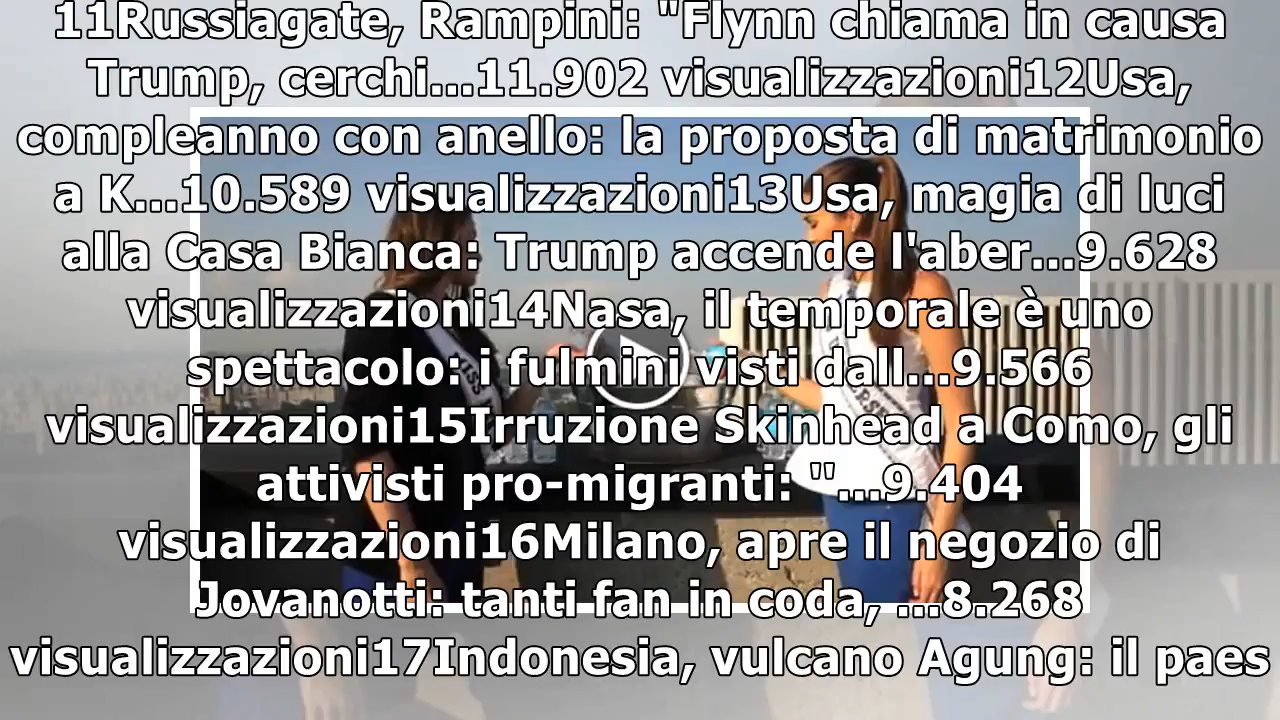 11Russiagate, Rampini: "Flynn chiama in causa
Trump, cerchi...11.902 visualizzazioni12Usa,
compleanno con anello: la proposta di matrimonio
a K...10.589 visualizzazioni13Usa, magia di luci
alla Casa Bianca: Trump accende l'aber...9.628
visualizzazioni14Nasa, il temporale è uno
spettacolo: i fulmini visti dall...9.566
visualizzazioni15Irruzione Skinhead a Como, gli
attivisti pro-migranti: "...9.404
visualizzazioni16Milano, apre il negozio di
Jovanotti: tanti fan in coda, ...8.268
visualizzazioni17Indonesia, vulcano Agung: il paes